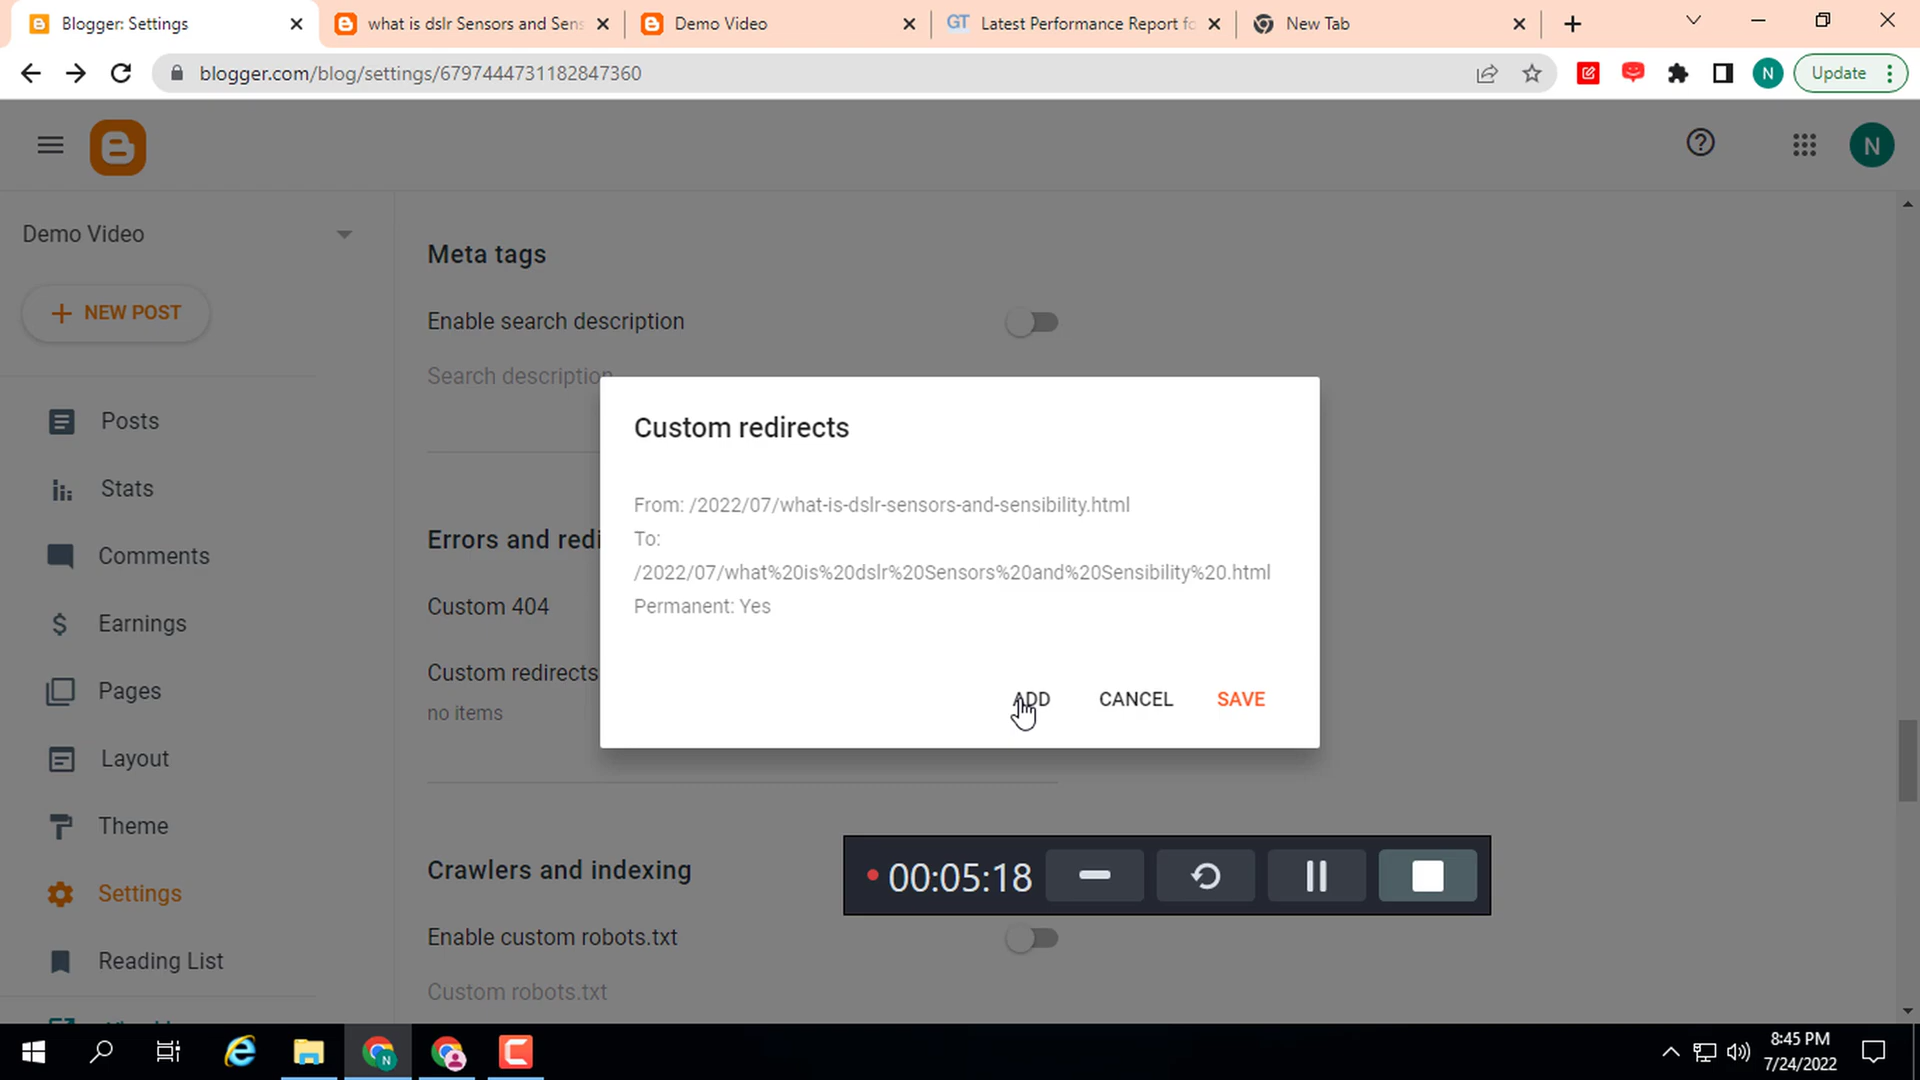 Blogger: Settings
what is dslr Sensors and Sens
Demo Video
GT
Latest Performance Report fo
New Tab
blogger.com/blog/settings/6797444731182847360
N
Update
N
Demo Video
NEW POST
Posts
Stats
Comments
Earnings
Pages
Layout
Theme
Settings
Reading List
Meta tags
Enable search description
Search description
Errors and redi
Custom 404
Custom redirects
no items
Crawlers and indexing
Enable custom robots.txt
Custom robots.txt
Custom redirects
From: /2022/07/what-is-dslr-sensors-and-sensibility.html
To:
/2022/07/what%20is%20dslr%20Sensors%20and%20Sensibility%20.html
Permanent: Yes
ADD
CANCEL
SAVE
00:05:18
N
8:45 PM
7/24/2022